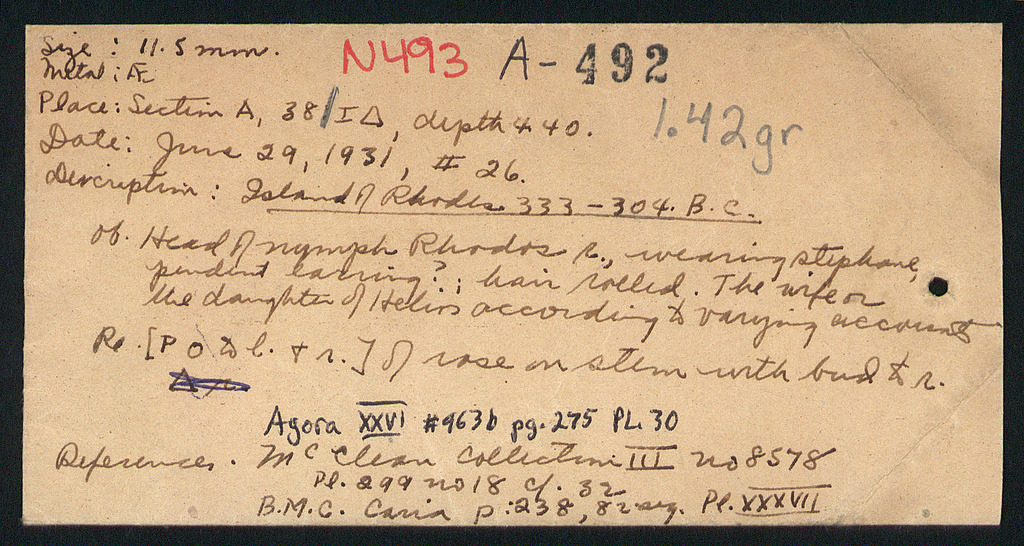 Size: 11.5 mm. N493 A-492
Metal: Æ
Place: Section A, 38/ΙΔ, depth 4.40. 1.42gr
Date: June 29, 1931, # 26.
Description: Island of Rhodes 333-304. B.C.
ob. Head of nymph Rhodos r., wearing stephane,
pendent earring?; hair rolled. The wife or
the daughter of Helios according to varying accounts
Re. [P O to l. + r.] of rose on stem with bud to r.
Agora XXVI #963b pg. 275 PL. 30
References. McClean Collection III no 8578
Pl. 299 no 18 cf. 32
B.M.C. Caria p. 238, 82 seq. Pl. XXXVII